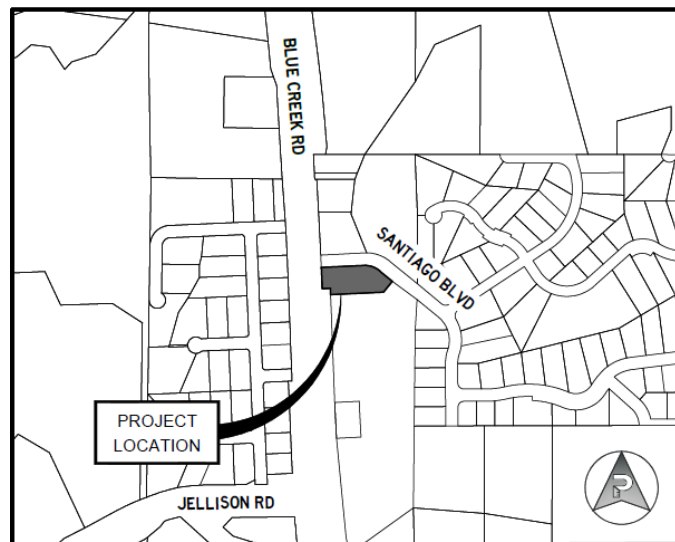 BLUE CREEK RD
SANTIAGO BLVD
PROJECT
LOCATION
JELLISON RD